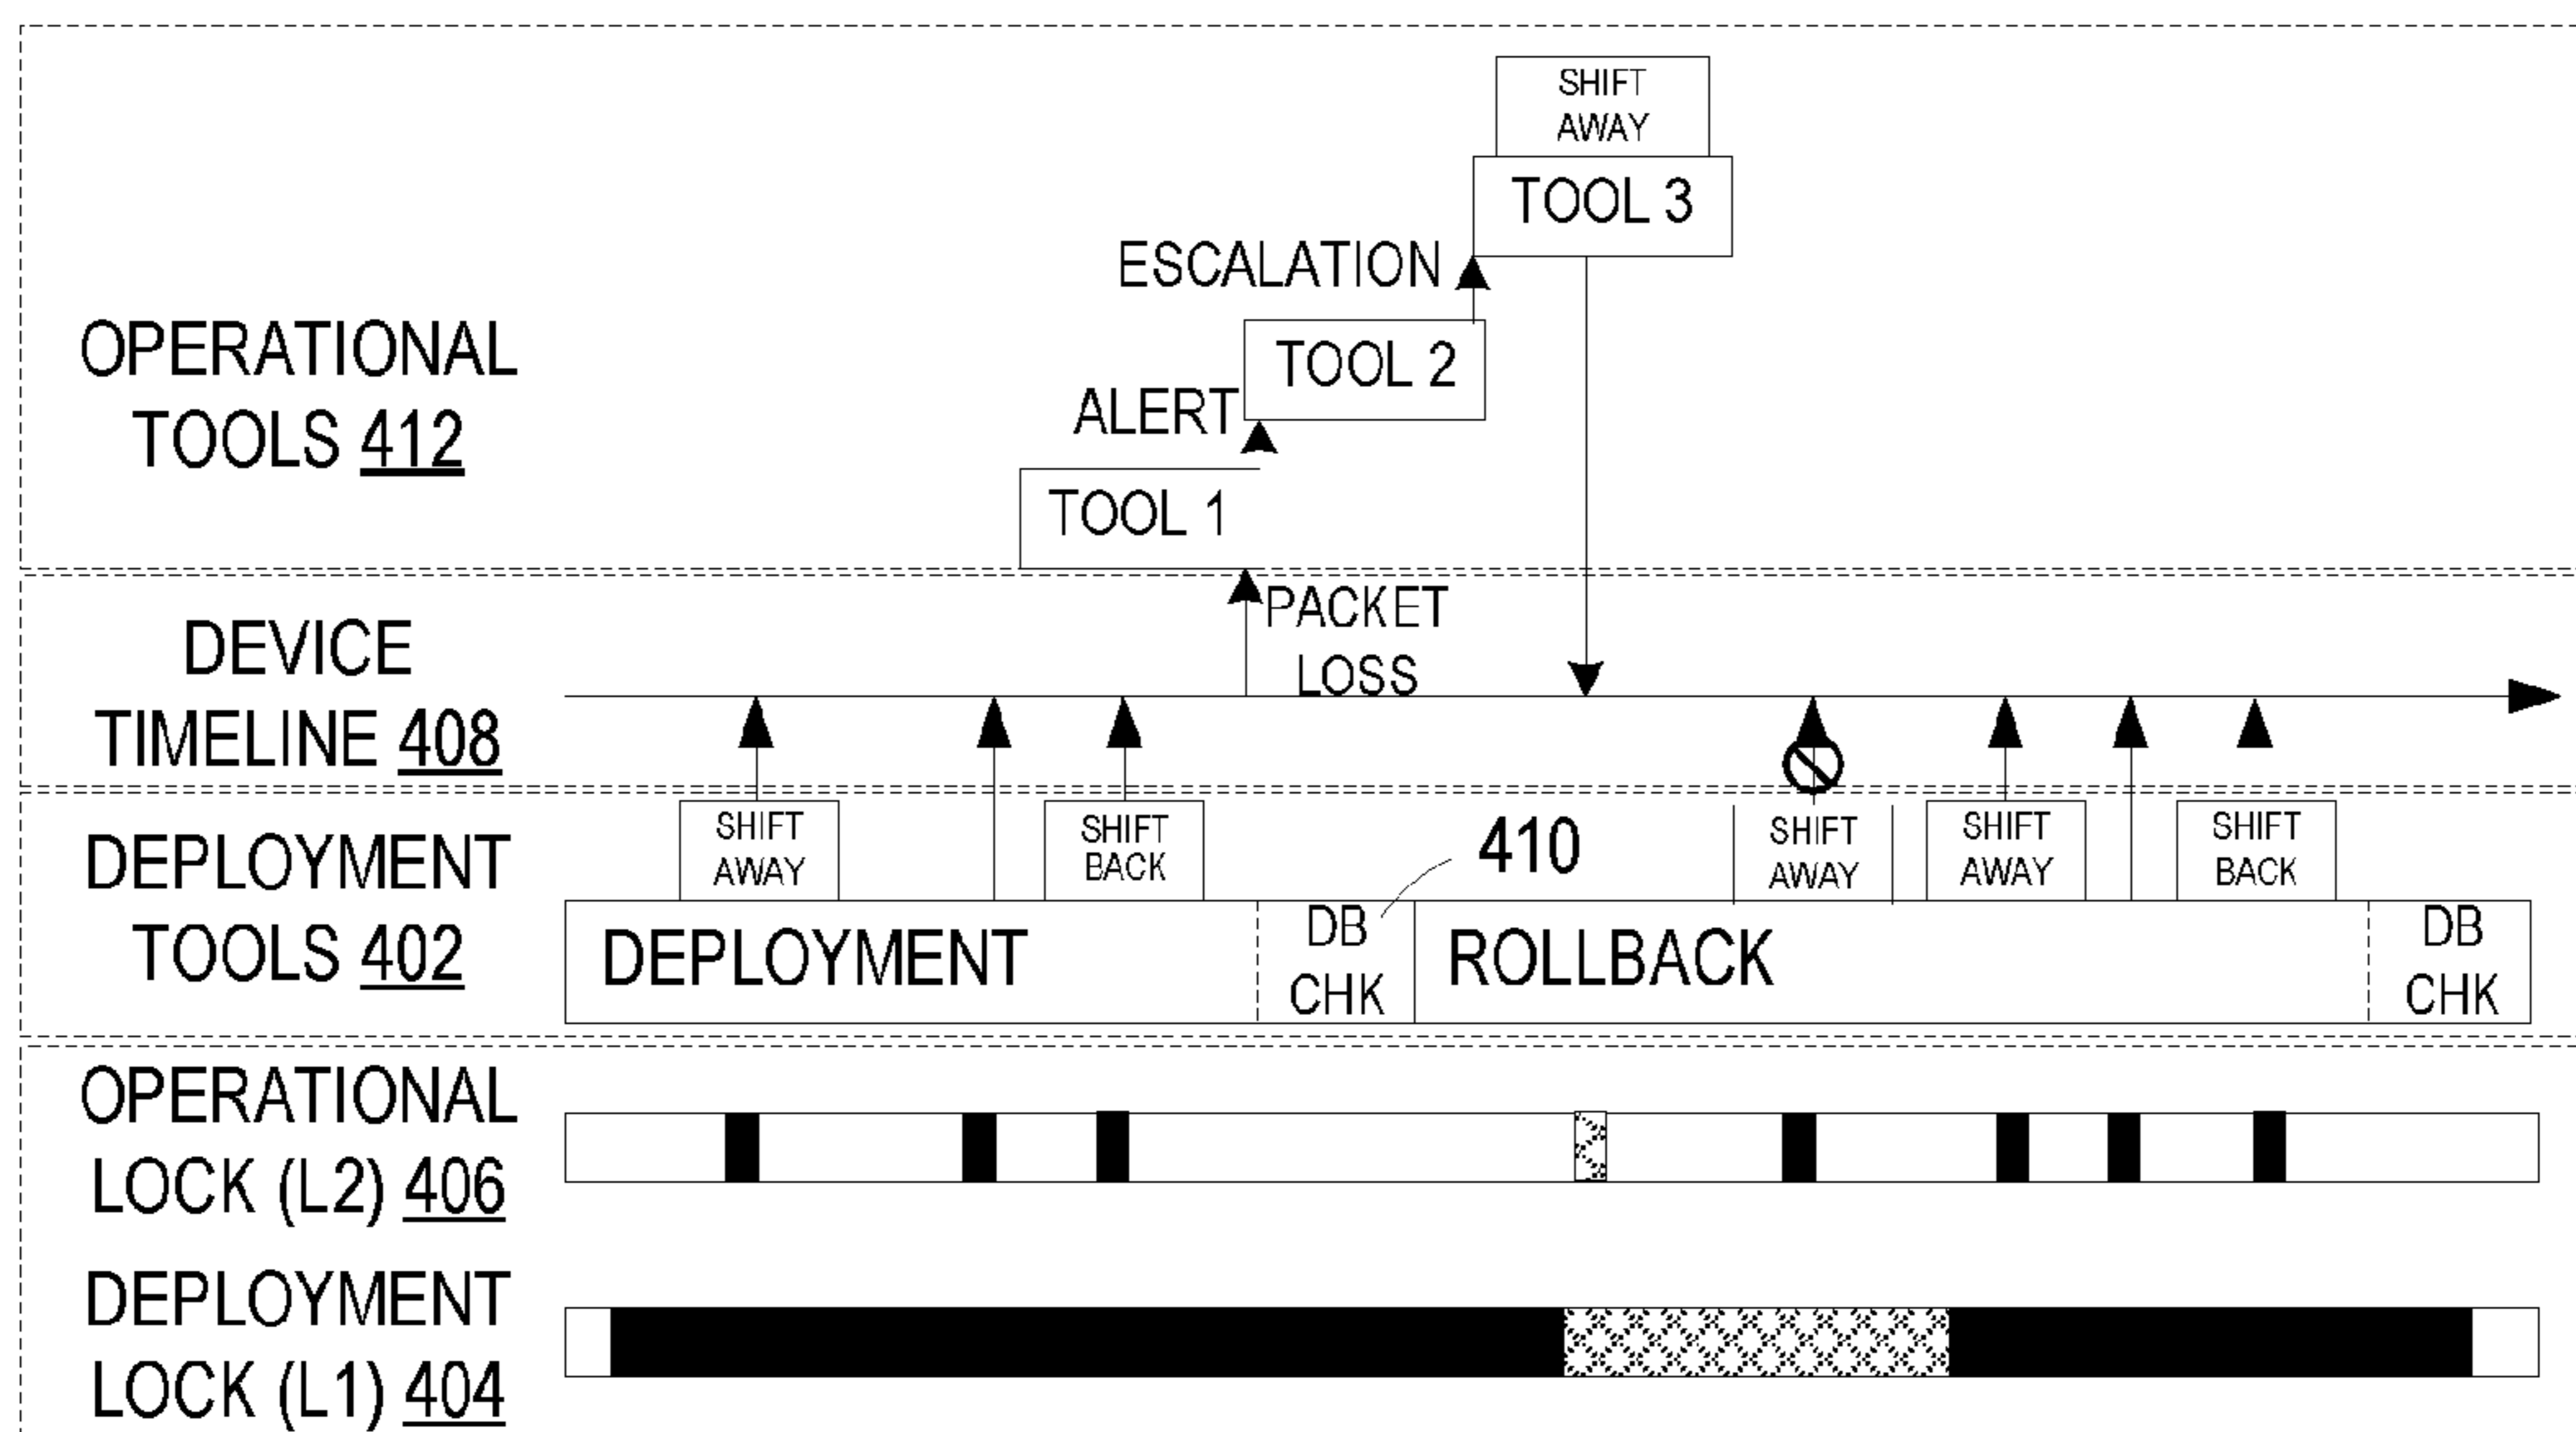 SHIFT
AWAY
TOOL 3
ESCALATION
TOOL 2
ALERT
TOOL 1
OPERATIONAL
TOOLS 412
PACKET
LOSS
DEVICE
TIMELINE 408
DEPLOYMENT
TOOLS 402
SHIFT
AWAY
SHIFT
BACK
410
SHIFT
AWAY
SHIFT
AWAY
SHIFT
BACK
DEPLOYMENT
DB
CHK
ROLLBACK
DB
CHK
OPERATIONAL
LOCK (L2) 406
DEPLOYMENT
LOCK (L1) 404